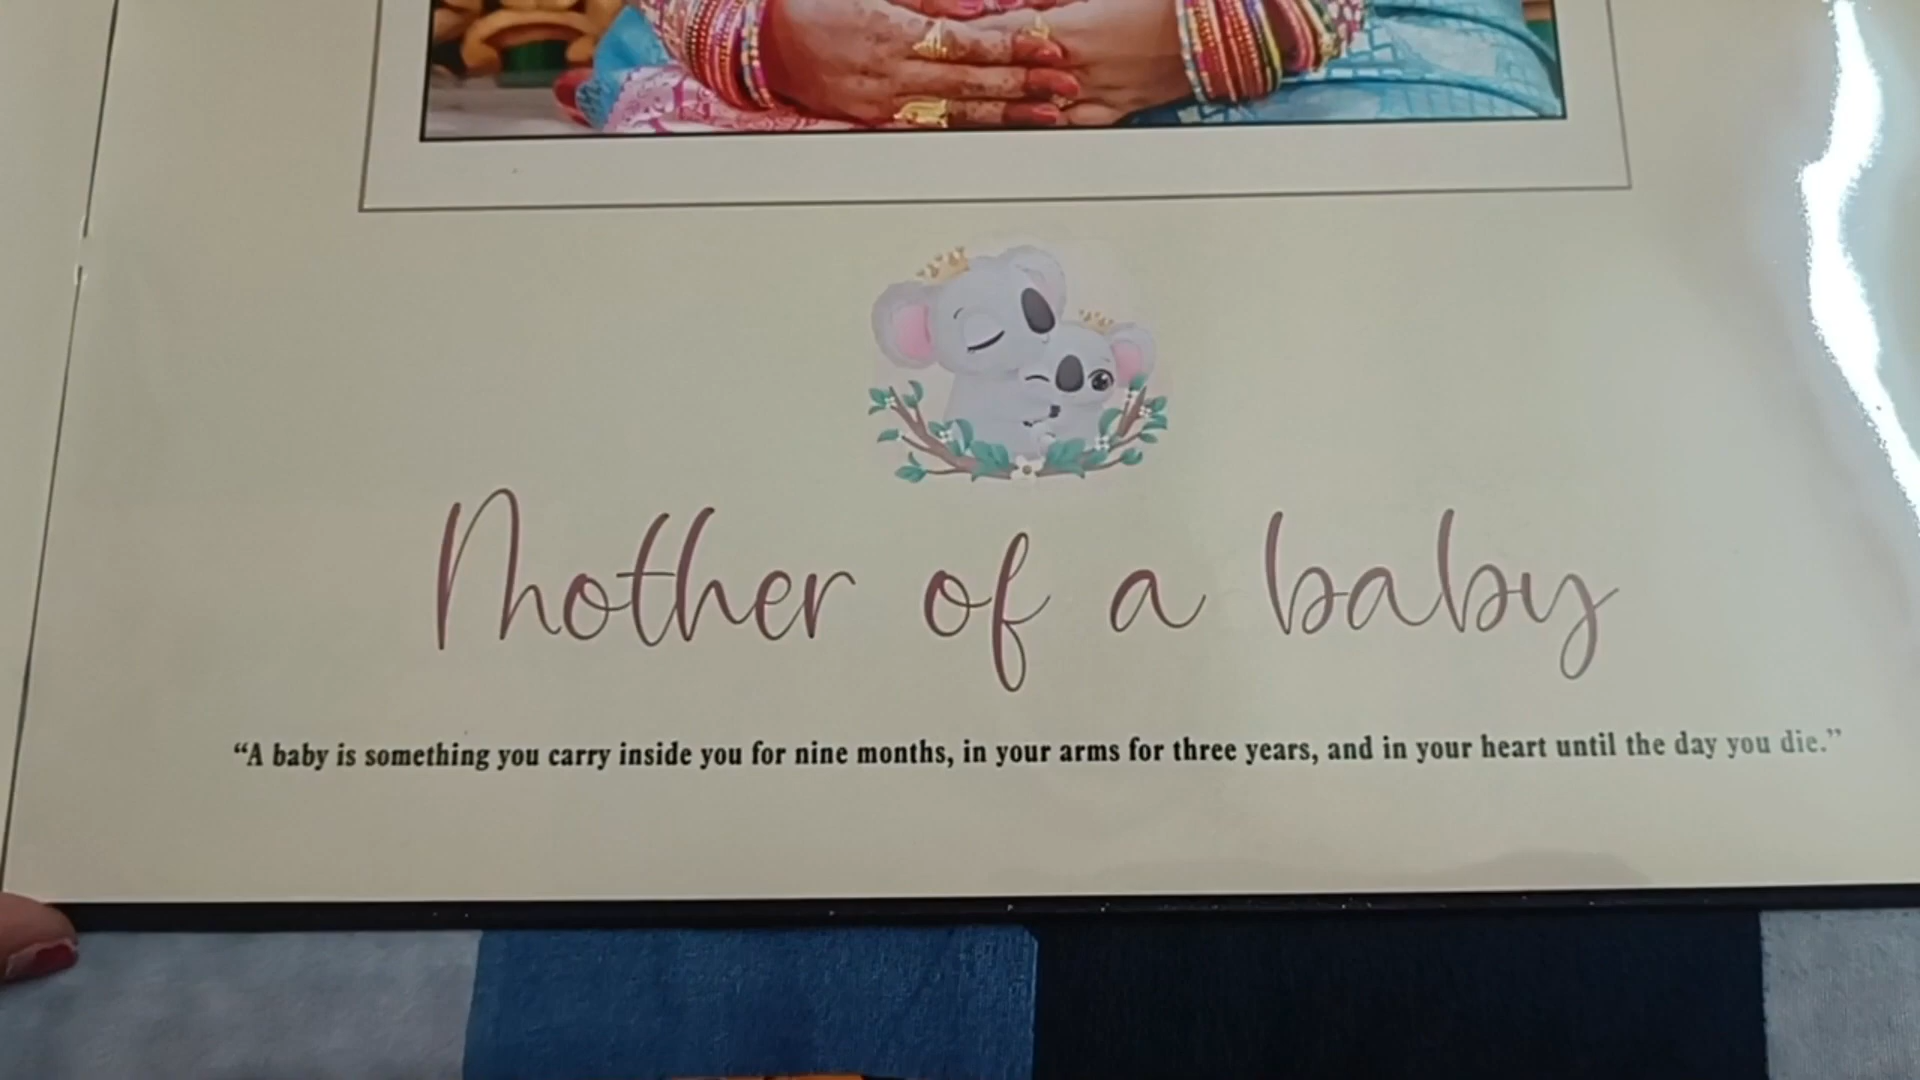 Mother of a baby
“A baby is something you carry inside you for nine months, in your arms for three years, and in your heart until the day you die.”